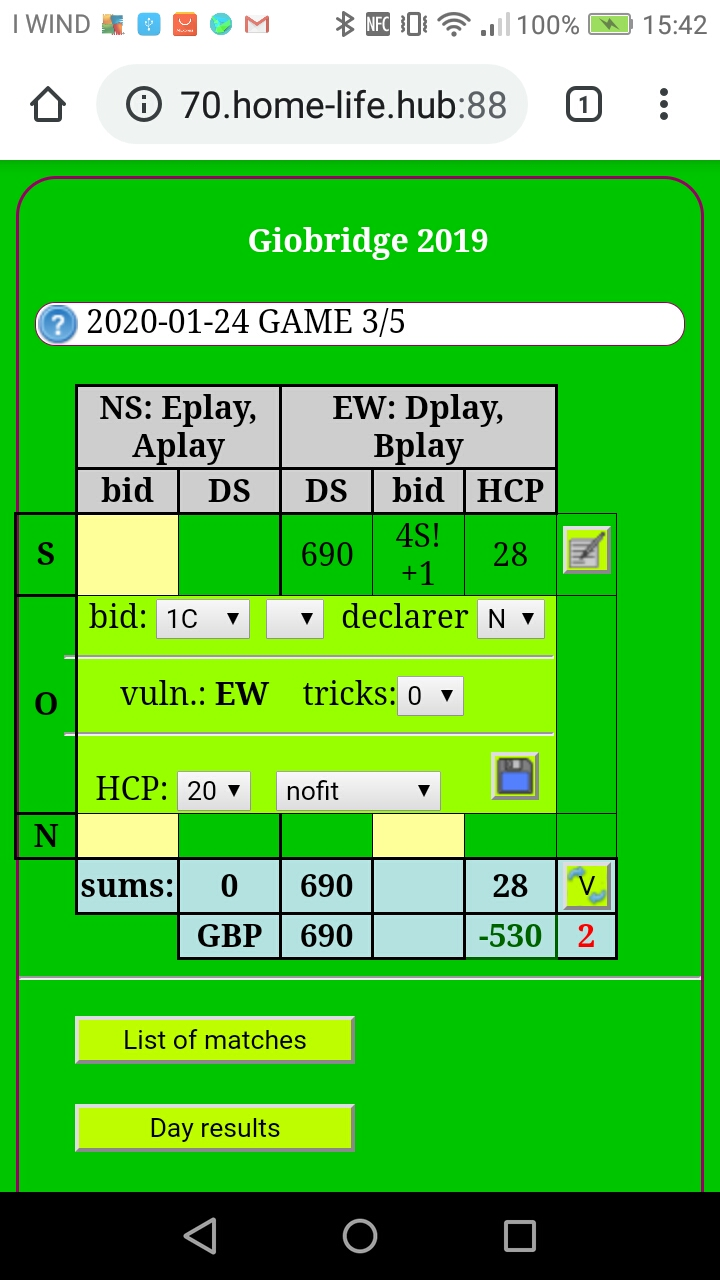 I WIND NFC 100% 15:42
70.home-life.hub:88 1
Giobridge 2019
? 2020-01-24 GAME 3/5
NS: Eplay, EW: Dplay,
Aplay Bplay
bid DS DS bid HCP
S 690 4S! 28
+1
bid: 1C declarer N
O vuln.: EW tricks: 0
HCP: 20 nofit
N
sums: 0 690 28 V
GBP 690 -530 2
List of matches
Day results